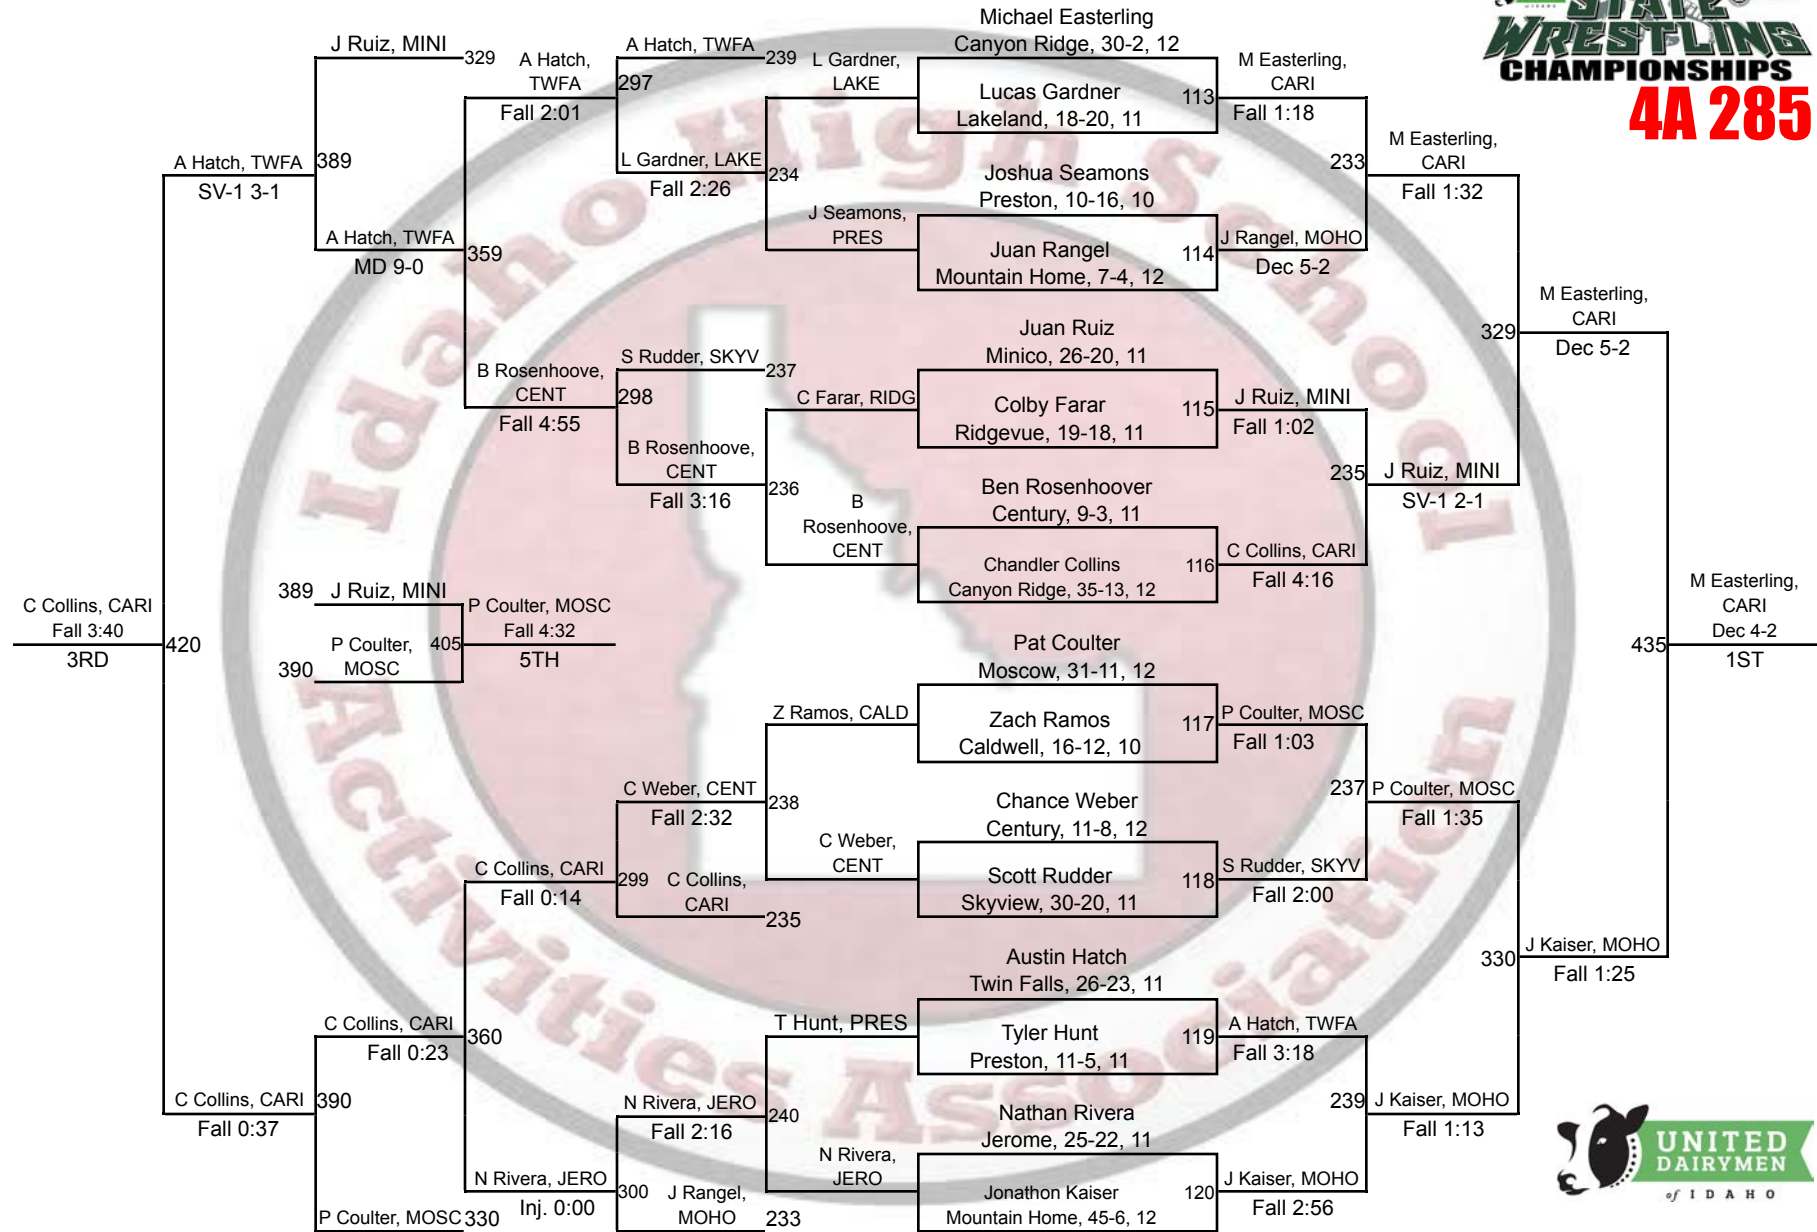 STATE
WRESTLING
CHAMPIONSHIPS
4A 285
Idaho High School
Activities Association
Michael Easterling
Canyon Ridge, 30-2, 12
Lucas Gardner
Lakeland, 18-20, 11
113
Joshua Seamons
Preston, 10-16, 10
Juan Rangel
Mountain Home, 7-4, 12
114
Juan Ruiz
Minico, 26-20, 11
Colby Farar
Ridgevue, 19-18, 11
115
Ben Rosenhoover
Century, 9-3, 11
Chandler Collins
Canyon Ridge, 35-13, 12
116
Pat Coulter
Moscow, 31-11, 12
Zach Ramos
Caldwell, 16-12, 10
117
Chance Weber
Century, 11-8, 12
Scott Rudder
Skyview, 30-20, 11
118
Austin Hatch
Twin Falls, 26-23, 11
Tyler Hunt
Preston, 11-5, 11
119
Nathan Rivera
Jerome, 25-22, 11
Jonathon Kaiser
Mountain Home, 45-6, 12
120
M Easterling,
CARI
Fall 1:18
233
J Rangel, MOHO
Dec 5-2
J Ruiz, MINI
Fall 1:02
235
C Collins, CARI
Fall 4:16
P Coulter, MOSC
Fall 1:03
237
S Rudder, SKYV
Fall 2:00
A Hatch, TWFA
Fall 3:18
239
J Kaiser, MOHO
Fall 2:56
M Easterling,
CARI
Fall 1:32
329
J Ruiz, MINI
SV-1 2-1
P Coulter, MOSC
Fall 1:35
330
J Kaiser, MOHO
Fall 1:13
M Easterling,
CARI
Dec 5-2
435
J Kaiser, MOHO
Fall 1:25
M Easterling,
CARI
Dec 4-2
1ST
L Gardner,
LAKE
234
J Seamons,
PRES
C Farar, RIDG
236
B
Rosenhoove,
CENT
Z Ramos, CALD
238
C Weber,
CENT
T Hunt, PRES
240
N Rivera,
JERO
A Hatch, TWFA
239
297
L Gardner, LAKE
Fall 2:26
S Rudder, SKYV
237
298
B Rosenhoove,
CENT
Fall 3:16
C Weber, CENT
Fall 2:32
299
C Collins,
CARI
235
N Rivera, JERO
Fall 2:16
300
J Rangel,
MOHO
233
A Hatch,
TWFA
Fall 2:01
359
B Rosenhoove,
CENT
Fall 4:55
C Collins, CARI
Fall 0:14
360
N Rivera, JERO
Inj. 0:00
J Ruiz, MINI
329
389
A Hatch, TWFA
MD 9-0
C Collins, CARI
Fall 0:23
390
P Coulter, MOSC
330
A Hatch, TWFA
SV-1 3-1
420
C Collins, CARI
Fall 0:37
C Collins, CARI
Fall 3:40
3RD
389
J Ruiz, MINI
390
P Coulter,
MOSC
405
P Coulter, MOSC
Fall 4:32
5TH
UNITED
DAIRYMEN
of IDAHO